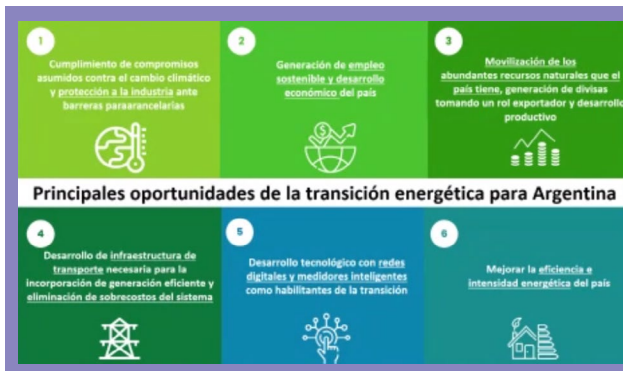 1
Cumplimiento de compromisos
asumidos contra el cambio climático
y protección a la industria ante
barreras paraarancelarias
2
Generación de empleo
sostenible y desarrollo
económico del país
3
Movilización de los
abundantes recursos naturales que el
país tiene, generación de divisas
tomando un rol exportador y desarrollo
productivo
Principales oportunidades de la transición energética para Argentina
4
Desarrollo de infraestructura de
transporte necesaria para la
incorporación de generación eficiente y
eliminación de sobrecostos del sistema
5
Desarrollo tecnológico con redes
digitales y medidores inteligentes
como habilitantes de la transición
6
Mejorar la eficiencia e
intensidad energética del país